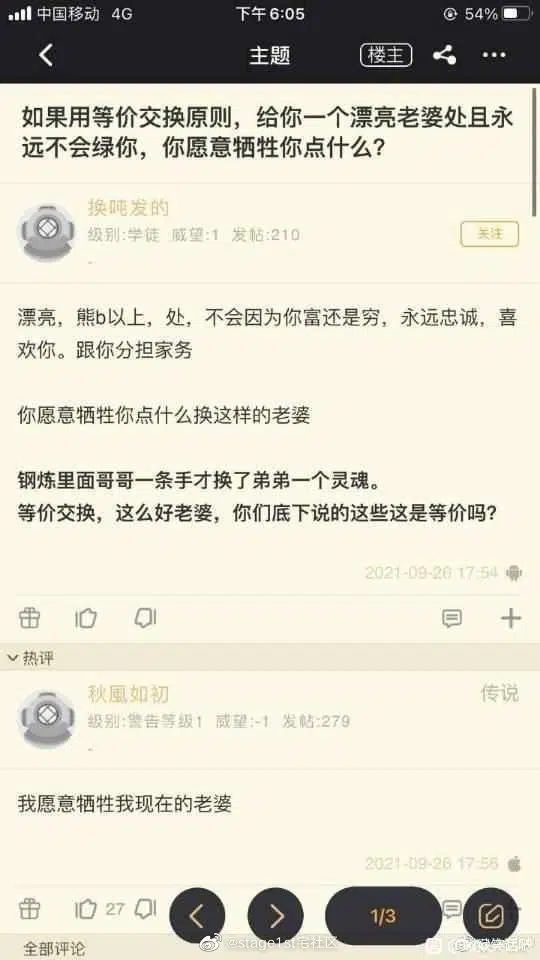 中国移动 4G 下午 6:05 54%
主题 楼主
如果用等价交换原则，给你一个漂亮老婆处且永
远不会绿你，你愿意牺牲你点什么？
换吨发的
级别:学徒 威望:1 发帖:210
关注
-
漂亮，熊b以上，处，不会因为你富还是穷，永远忠诚，喜
欢你。跟你分担家务
你愿意牺牲你点什么换这样的老婆
钢炼里面哥哥一条手才换了弟弟一个灵魂。
等价交换，这么好老婆，你们底下说的这些这是等价吗？
2021-09-26 17:54
热评
秋風如初 传说
级别:警告等级1 威望:-1 发帖:279
-
我愿意牺牲我现在的老婆
2021-09-26 17:56
27
1/3
@stage1st宅社区
全部评论